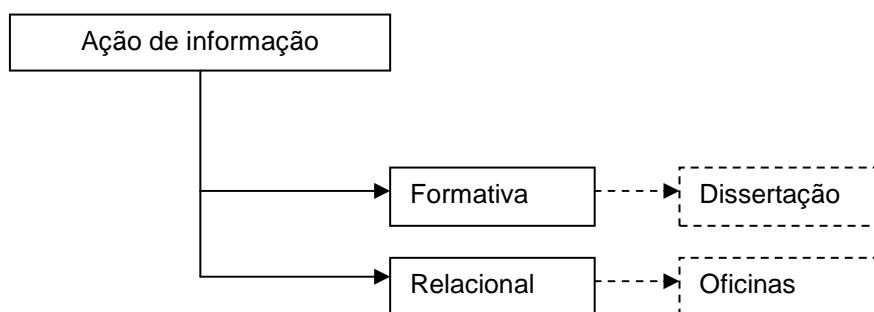 Ação de informação
Formativa
Dissertação
Relacional
Oficinas